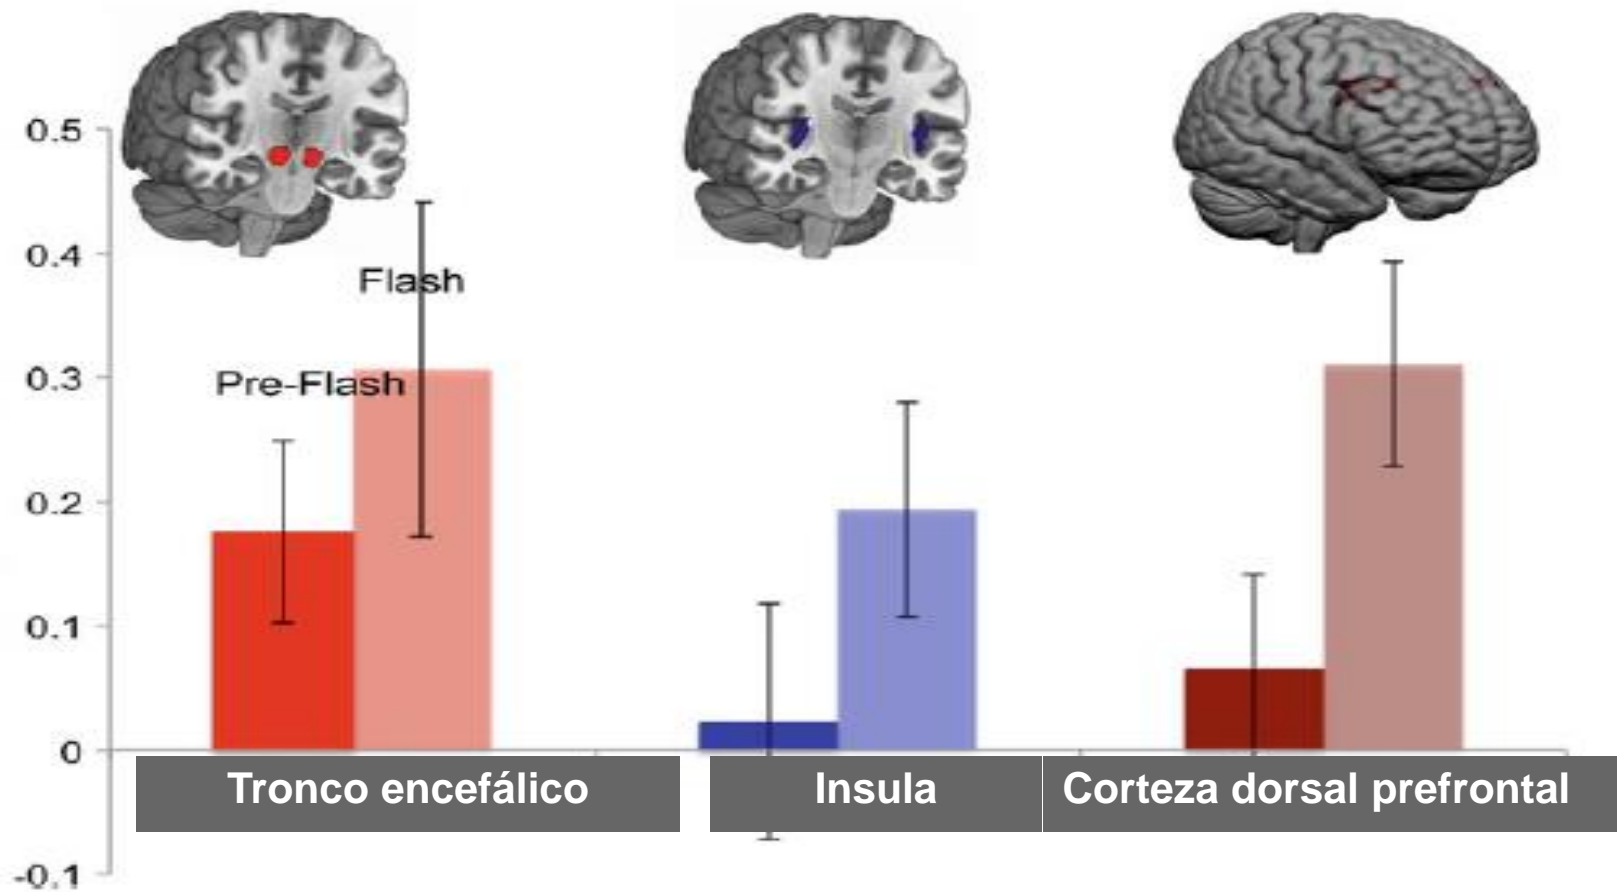 0.5
0.4
Flash
0.3
Pre-Flash
0.2
0.1
0
Tronco encefálico
Insula
Corteza dorsal prefrontal
-0.1